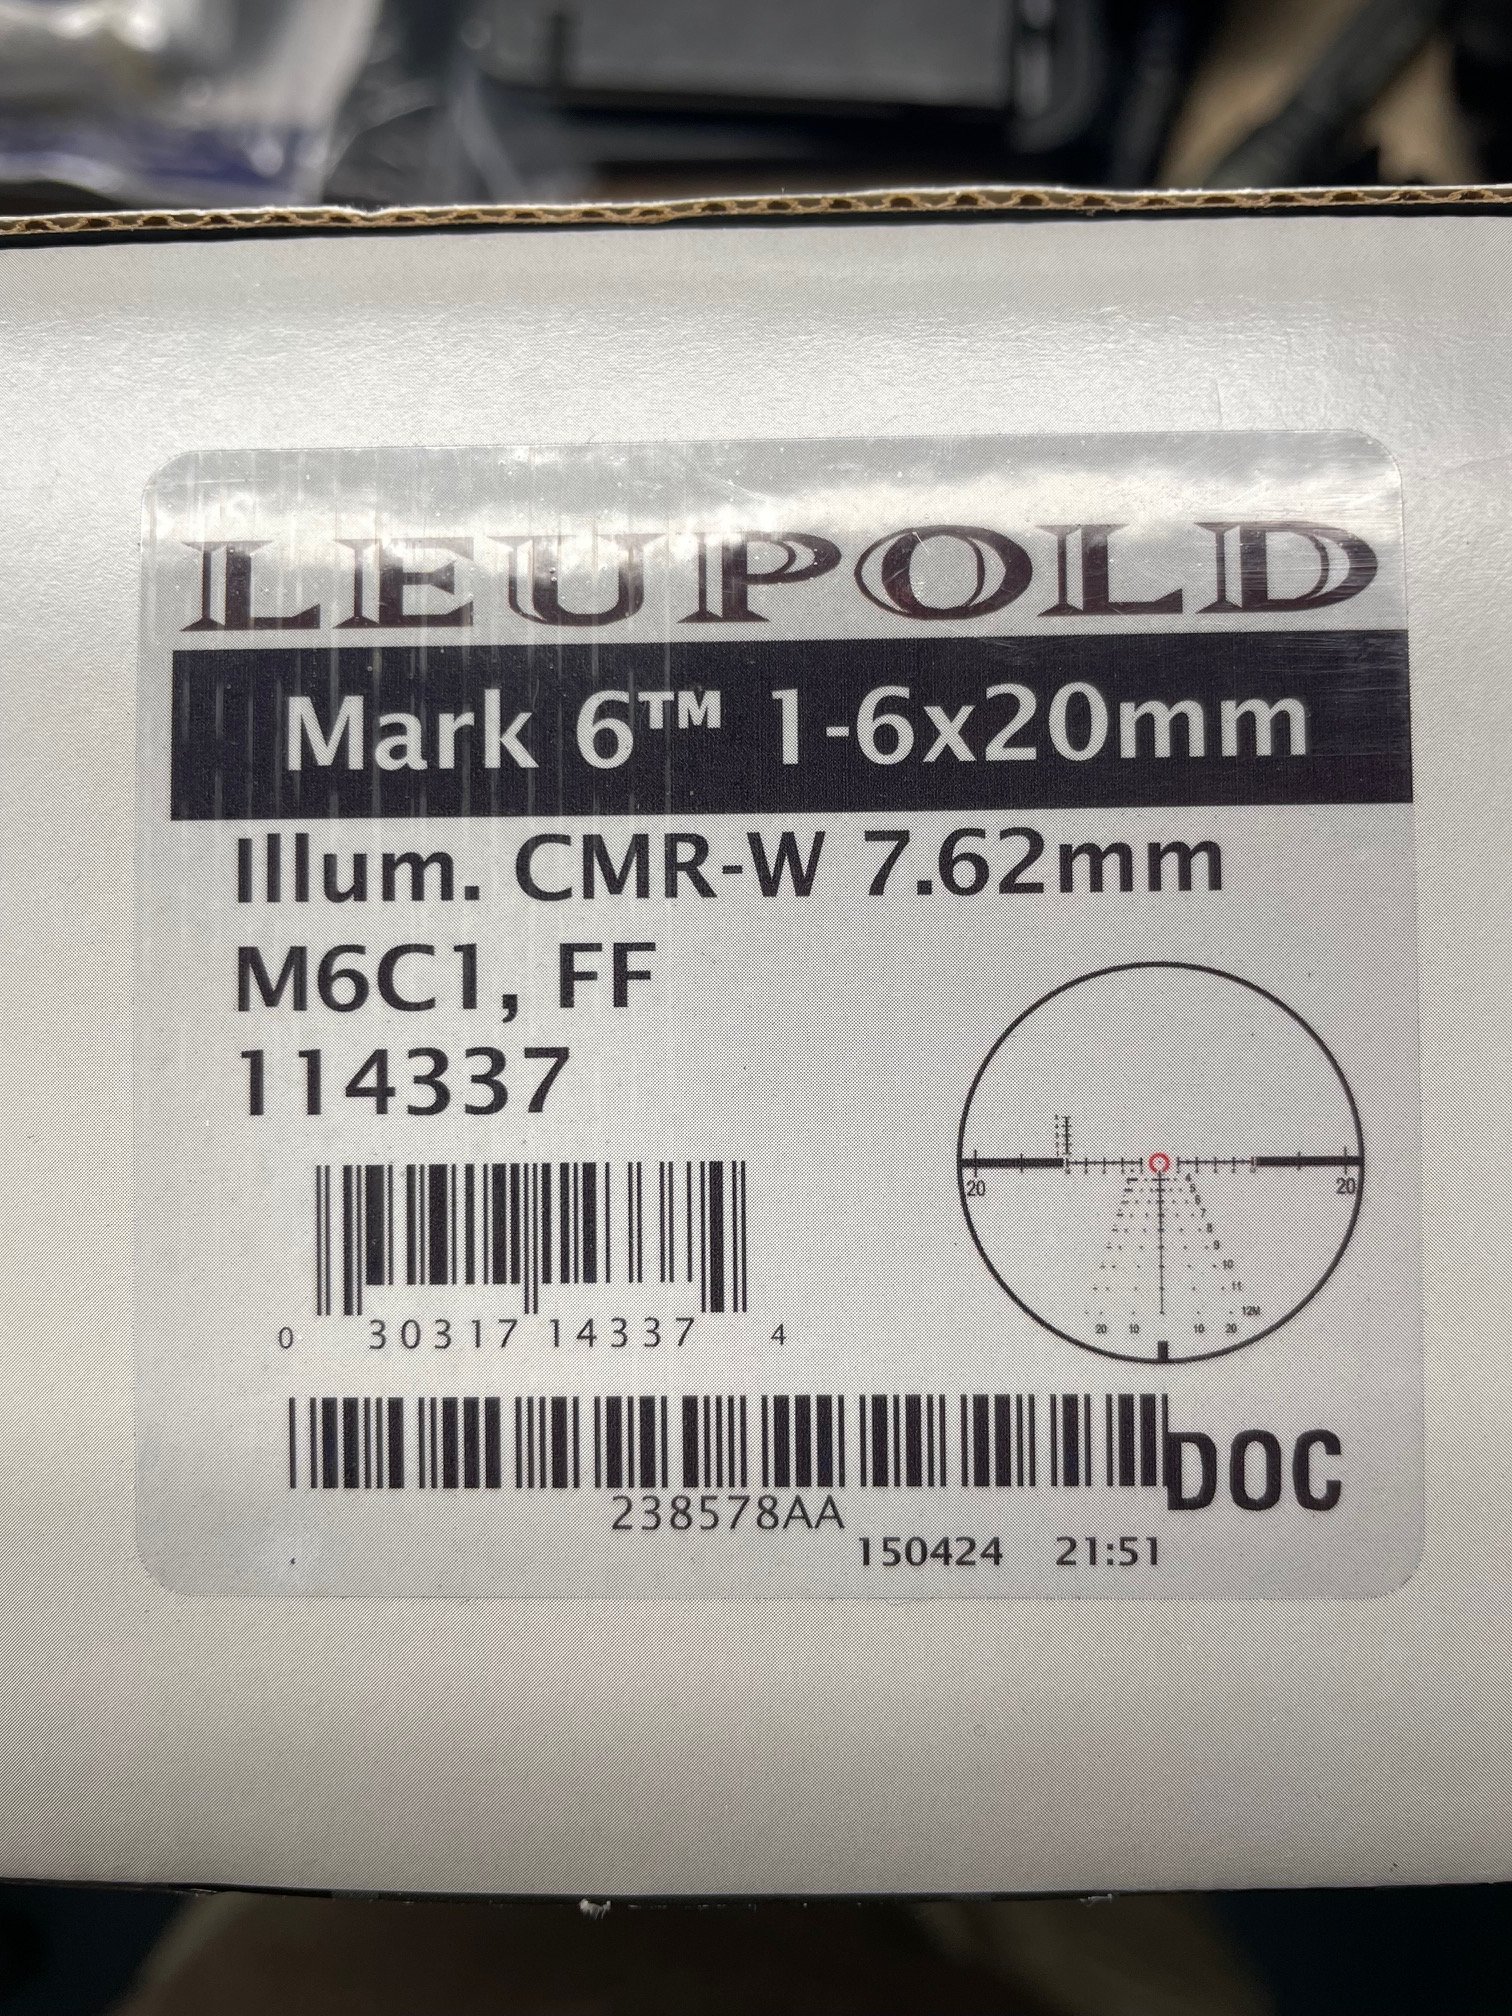 LEUPOLD
Mark 6™ 1-6x20mm
Illum. CMR-W 7.62mm
M6C1, FF
114337
20 20
4
5
6
7
8
9
10
11
12M
20 10 10 20
0 30317 14337 4
238578AA
DOC
150424 21:51